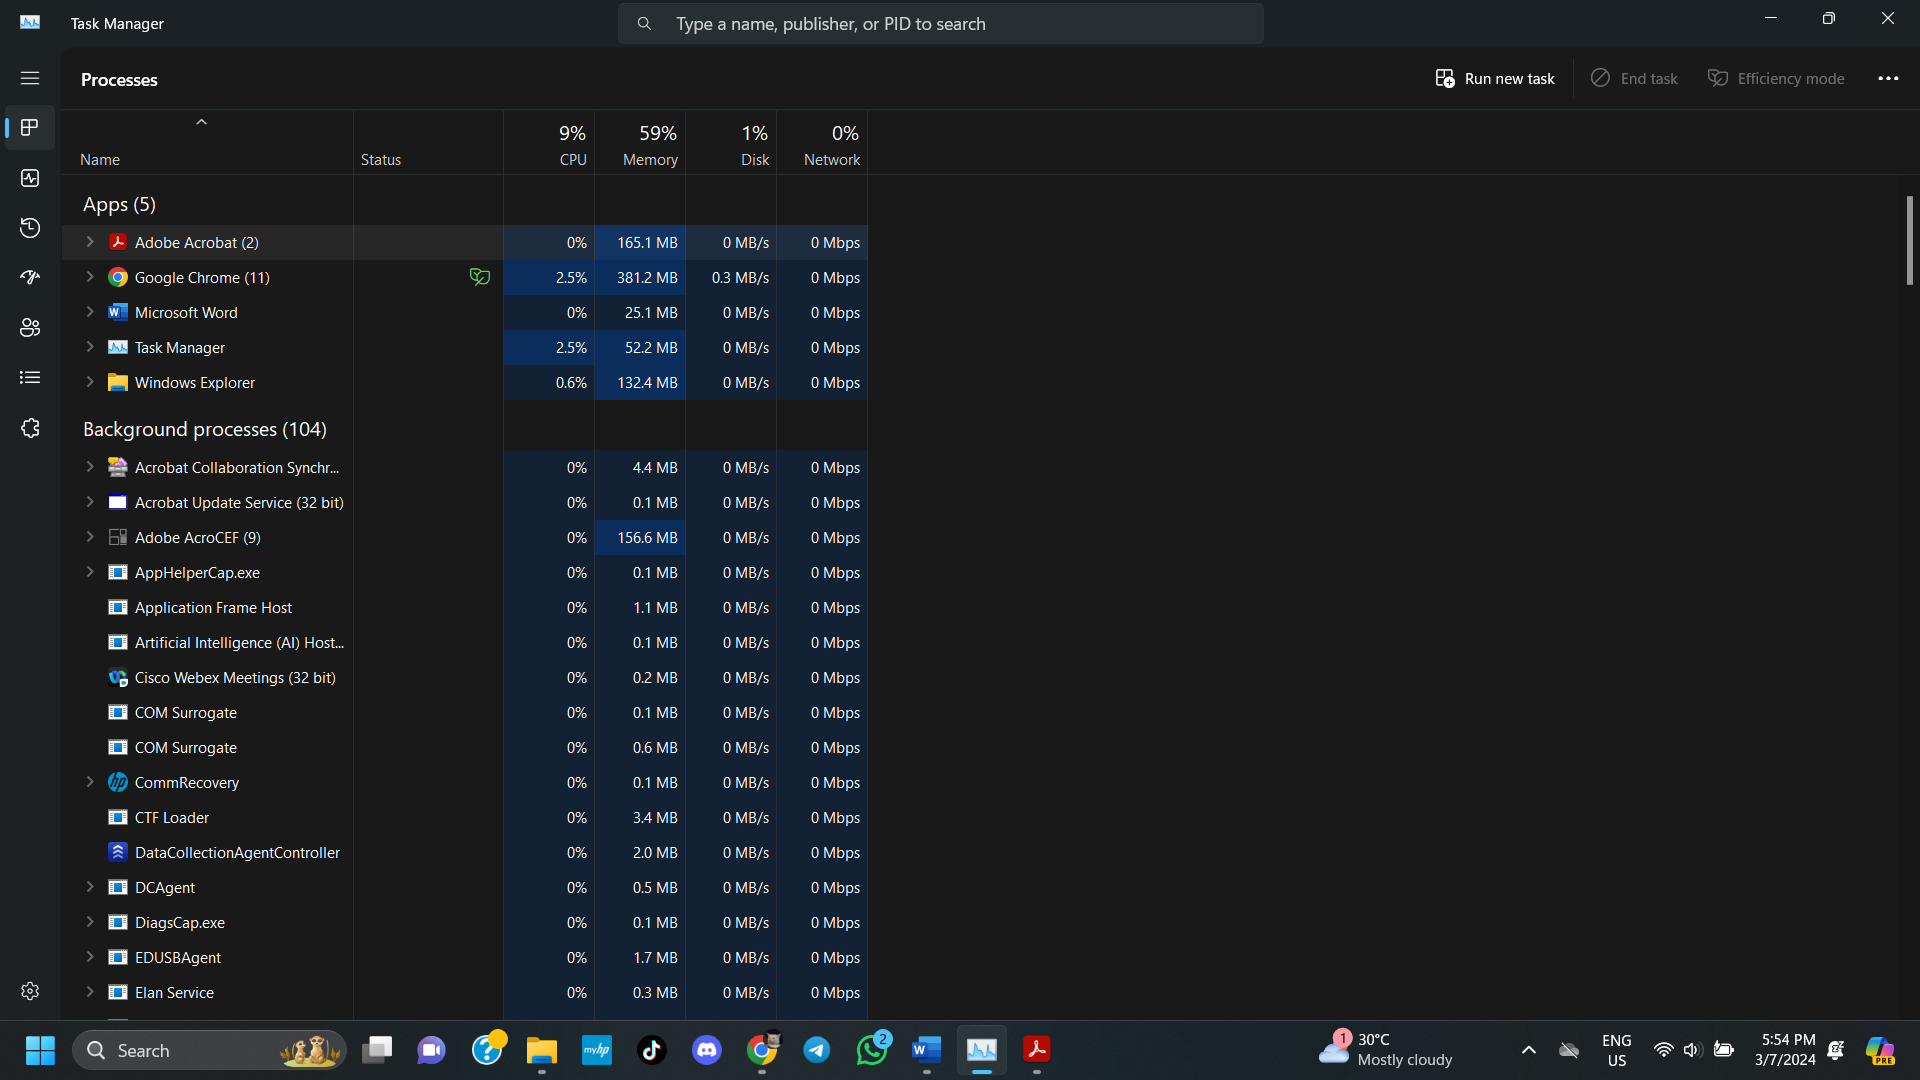 Task Manager
Type a name, publisher, or PID to search
Processes
Run new task
End task
Efficiency mode
9% 59% 1% 0%
Name Status CPU Memory Disk Network
Apps (5)
Adobe Acrobat (2) 0% 165.1 MB 0 MB/s 0 Mbps
Google Chrome (11) 2.5% 381.2 MB 0.3 MB/s 0 Mbps
Microsoft Word 0% 25.1 MB 0 MB/s 0 Mbps
Task Manager 2.5% 52.2 MB 0 MB/s 0 Mbps
Windows Explorer 0.6% 132.4 MB 0 MB/s 0 Mbps
Background processes (104)
Acrobat Collaboration Synchr... 0% 4.4 MB 0 MB/s 0 Mbps
Acrobat Update Service (32 bit) 0% 0.1 MB 0 MB/s 0 Mbps
Adobe AcroCEF (9) 0% 156.6 MB 0 MB/s 0 Mbps
AppHelperCap.exe 0% 0.1 MB 0 MB/s 0 Mbps
Application Frame Host 0% 1.1 MB 0 MB/s 0 Mbps
Artificial Intelligence (AI) Host... 0% 0.1 MB 0 MB/s 0 Mbps
Cisco Webex Meetings (32 bit) 0% 0.2 MB 0 MB/s 0 Mbps
COM Surrogate 0% 0.1 MB 0 MB/s 0 Mbps
COM Surrogate 0% 0.6 MB 0 MB/s 0 Mbps
CommRecovery 0% 0.1 MB 0 MB/s 0 Mbps
CTF Loader 0% 3.4 MB 0 MB/s 0 Mbps
DataCollectionAgentController 0% 2.0 MB 0 MB/s 0 Mbps
DCAgent 0% 0.5 MB 0 MB/s 0 Mbps
DiagsCap.exe 0% 0.1 MB 0 MB/s 0 Mbps
EDUSBAgent 0% 1.7 MB 0 MB/s 0 Mbps
Elan Service 0% 0.3 MB 0 MB/s 0 Mbps
Search
myhp
2
1
30°C
Mostly cloudy
ENG
US
5:54 PM
3/7/2024
PRE